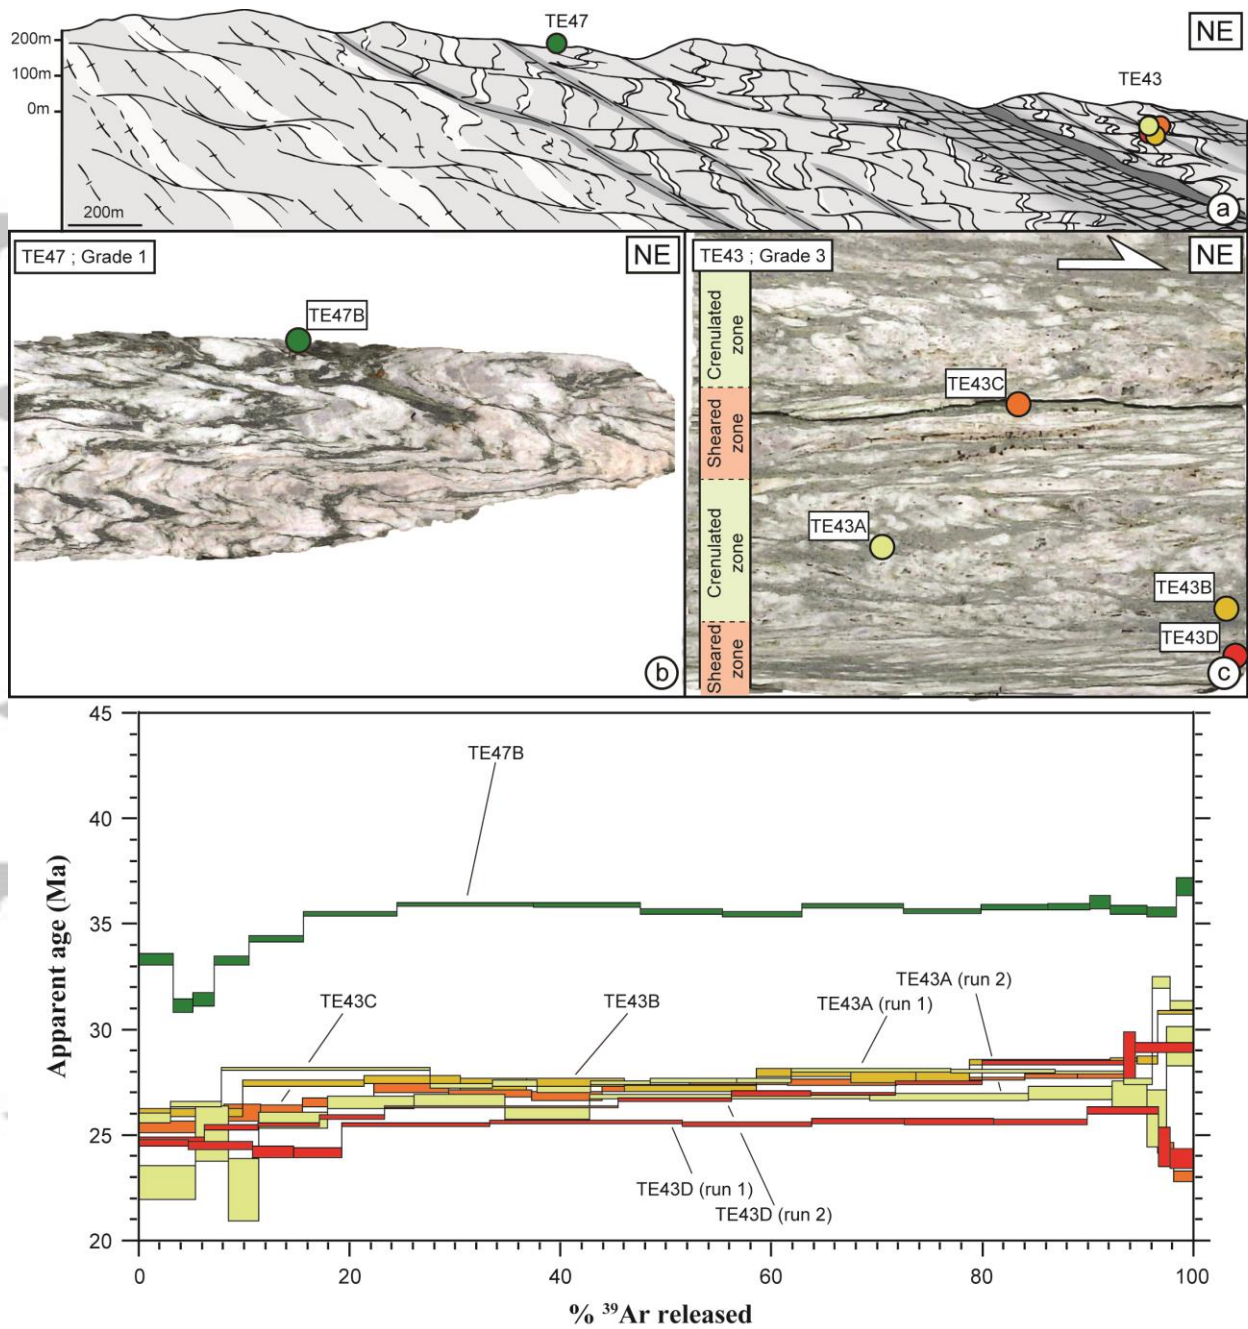 TE47
NE
200m
100m
0m
TE43
200m
a
TE47 ; Grade 1
NE
TE47B
b
TE43 ; Grade 3
NE
Crenulated zone
Sheared zone
Crenulated zone
Sheared zone
TE43C
TE43A
TE43B
TE43D
c
45
40
35
30
25
20
Apparent age (Ma)
TE47B
TE43C
TE43B
TE43A (run 1)
TE43A (run 2)
TE43D (run 1)
TE43D (run 2)
0
20
40
60
80
100
% ³⁹Ar released